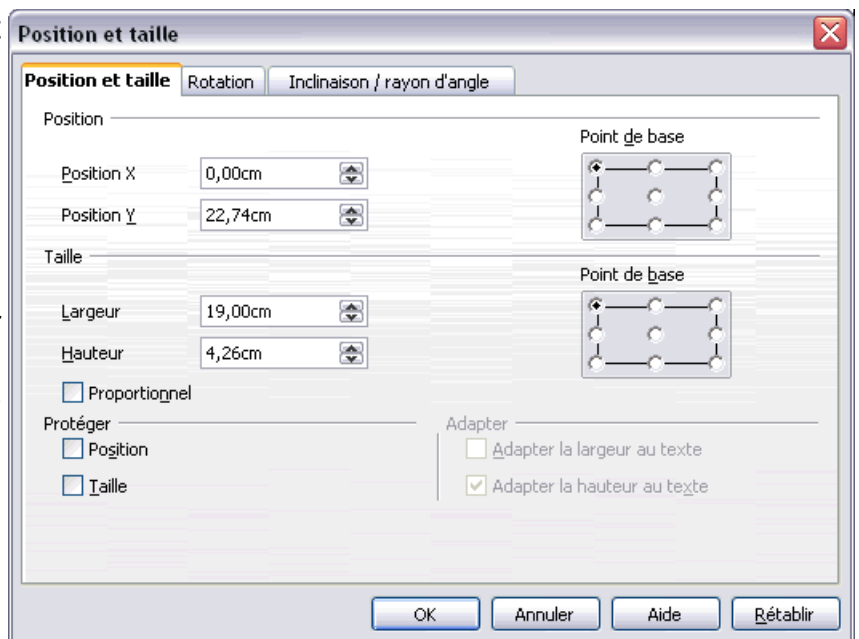 Position et taille
Position et taille Rotation Inclinaison / rayon d'angle
Position
Point de base
Position X 0,00cm
Position Y 22,74cm
Taille
Point de base
Largeur 19,00cm
Hauteur 4,26cm
Proportionnel
Protéger Adapter
Position Adapter la largeur au texte
Taille Adapter la hauteur au texte
OK Annuler Aide Rétablir